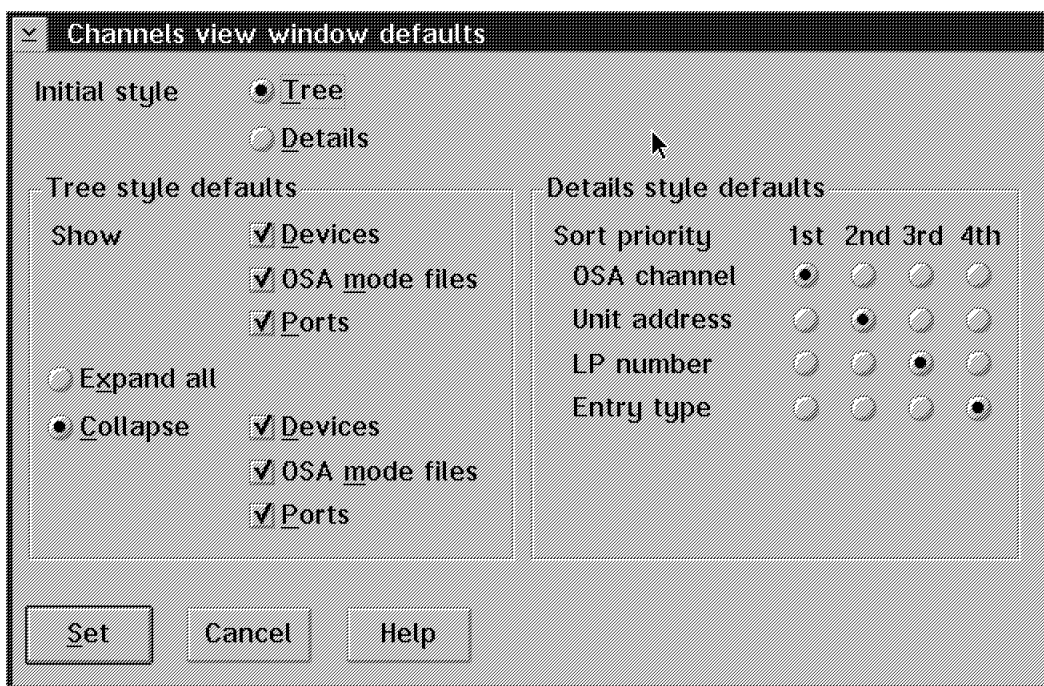 Channels view window defaults
Initial style Tree
Details
Tree style defaults
Show Devices
OSA mode files
Ports
Expand all
Collapse Devices
OSA mode files
Ports
Details style defaults
Sort priority 1st 2nd 3rd 4th
OSA channel
Unit address
LP number
Entry type
Set Cancel Help